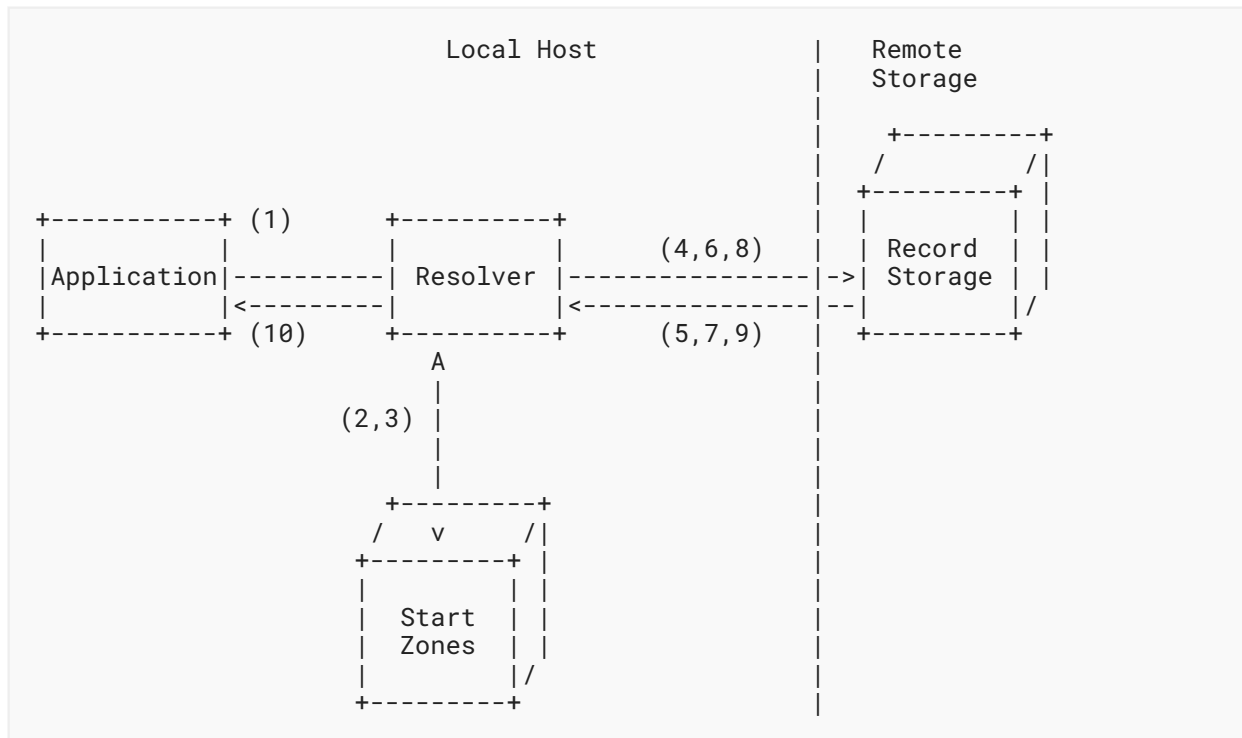 Local Host | Remote
| Storage
|
| +---------+
| / /|
| +---------+ |
+-----------+ (1) +----------+ | | | |
| | | | (4,6,8) | | Record | |
|Application|----------| Resolver |----------------|->| Storage | |
| |<---------| |<---------------|--| |/
+-----------+ (10) +----------+ (5,7,9) | +---------+
A |
| |
(2,3) | |
| |
| |
+---------+ |
/ v /| |
+---------+ | |
| | | |
| Start | | |
| Zones | | |
| |/ |
+---------+ |